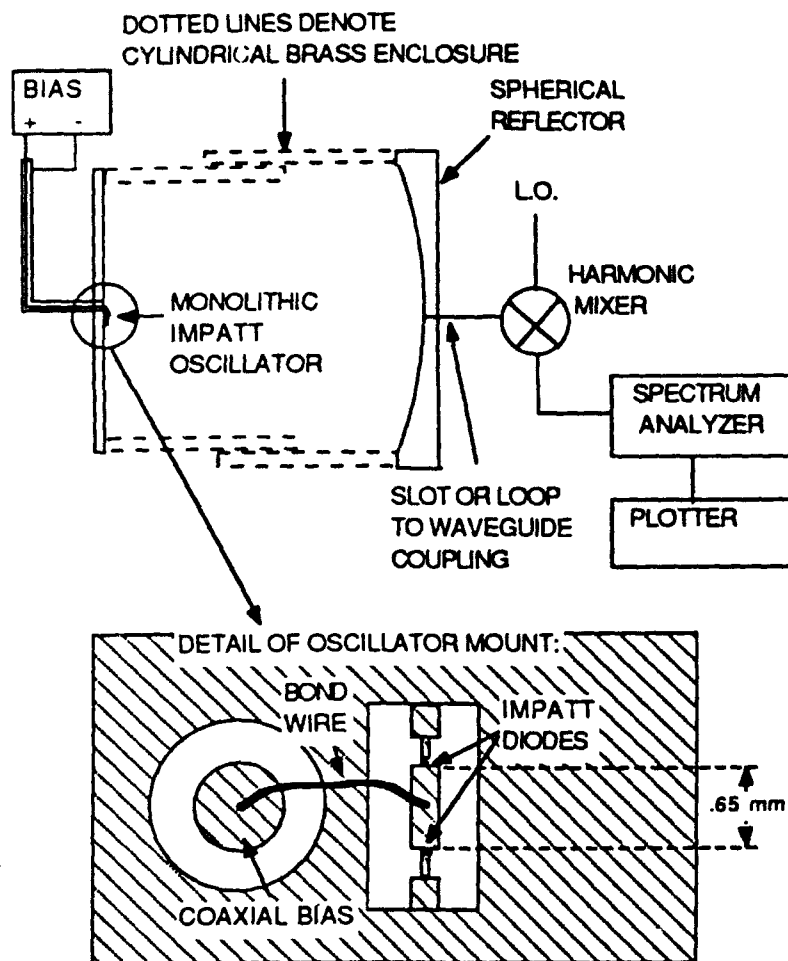 DOTTED LINES DENOTE
CYLINDRICAL BRASS ENCLOSURE
BIAS
+ -
SPHERICAL
REFLECTOR
L.O.
HARMONIC
MIXER
MONOLITHIC
IMPATT
OSCILLATOR
SPECTRUM
ANALYZER
SLOT OR LOOP
TO WAVEGUIDE
COUPLING
PLOTTER
DETAIL OF OSCILLATOR MOUNT:
BOND
WIRE
IMPATT
DIODES
.65 mm
COAXIAL BIAS